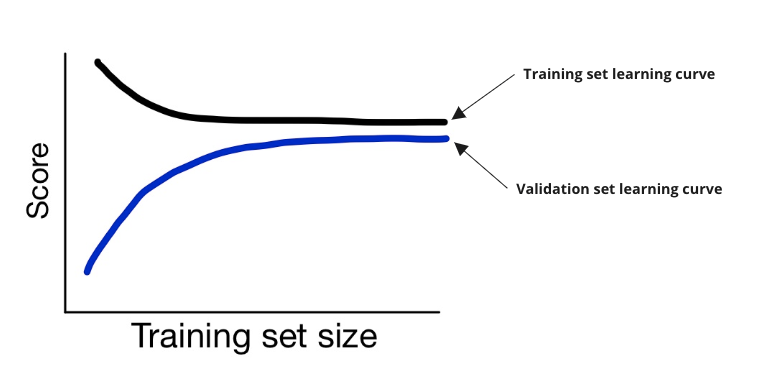 Training set learning curve
Score
Validation set learning curve
Training set size